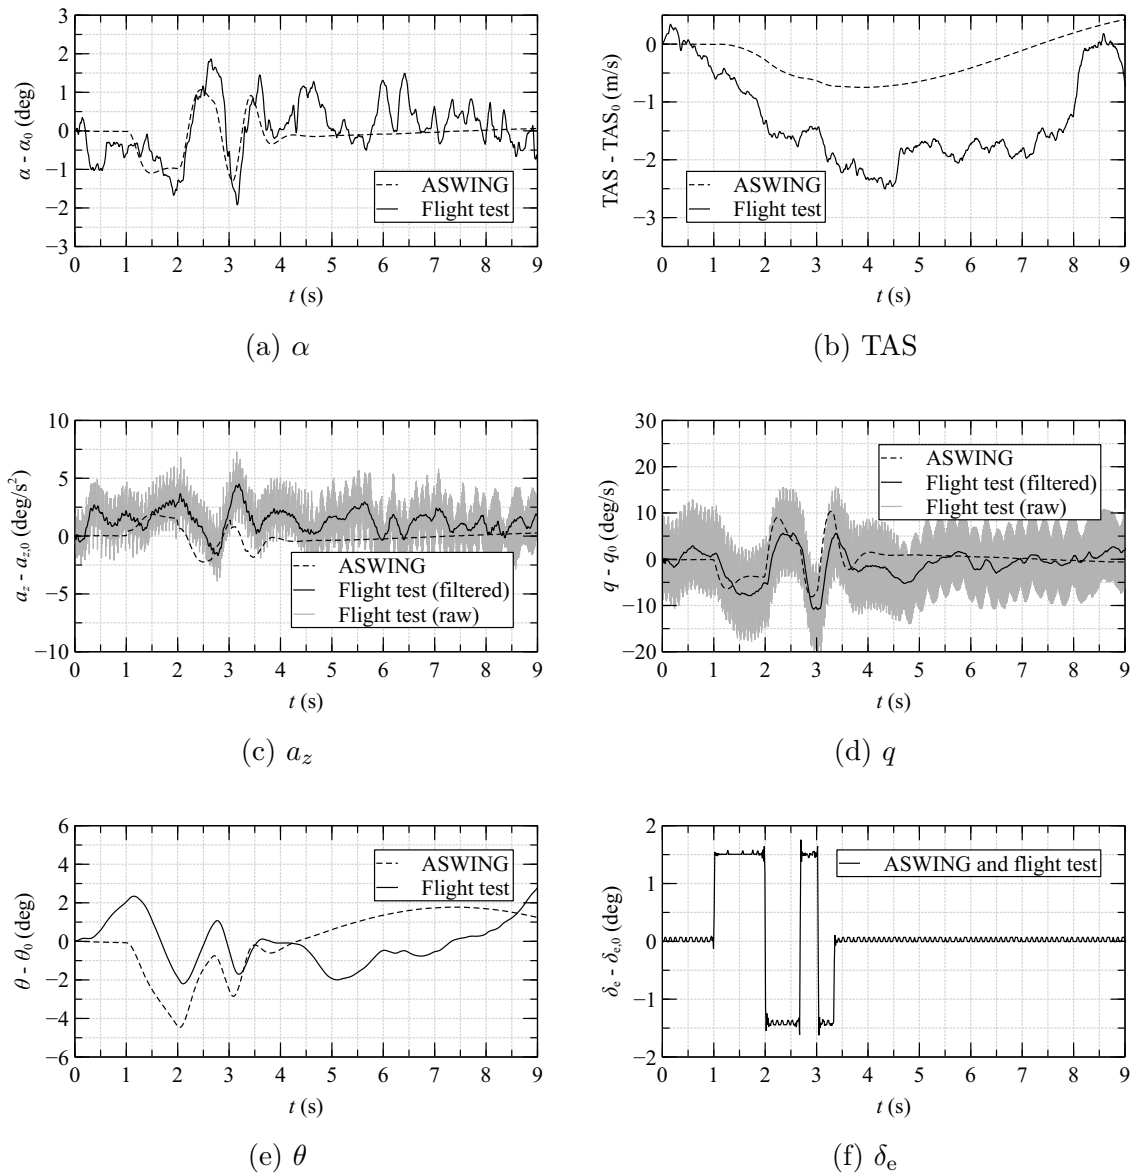 3
2
1
0
−1
−2
−3
α - α0 (deg)
ASWING
Flight test
0 1 2 3 4 5 6 7 8 9
t (s)
(a) α
0
−1
−2
−3
TAS - TAS0 (m/s)
ASWING
Flight test
0 1 2 3 4 5 6 7 8 9
t (s)
(b) TAS
10
5
0
−5
−10
az - az,0 (deg/s²)
ASWING
Flight test (filtered)
Flight test (raw)
0 1 2 3 4 5 6 7 8 9
t (s)
(c) az
30
20
10
0
−10
−20
q - q0 (deg/s)
ASWING
Flight test (filtered)
Flight test (raw)
0 1 2 3 4 5 6 7 8 9
t (s)
(d) q
6
4
2
0
−2
−4
−6
θ - θ0 (deg)
ASWING
Flight test
0 1 2 3 4 5 6 7 8 9
t (s)
(e) θ
2
1
0
−1
−2
δe - δe,0 (deg)
ASWING and flight test
0 1 2 3 4 5 6 7 8 9
t (s)
(f) δe